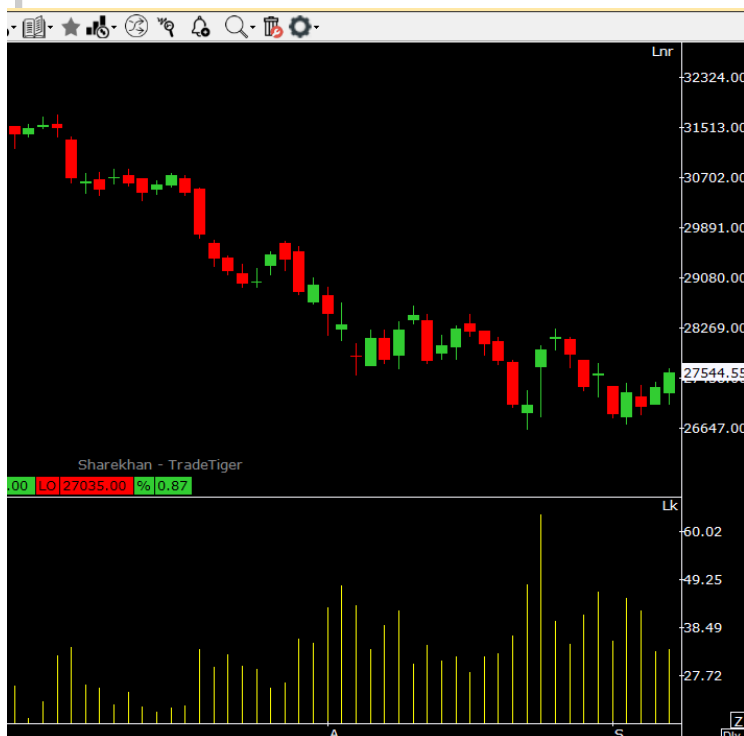 Lnr
32324.00
31513.00
30702.00
29891.00
29080.00
28269.00
27544.55
26647.00
Sharekhan - TradeTiger
.00 LO 27035.00 % 0.87
Lk
60.02
49.25
38.49
27.72
A S
Z
Dly